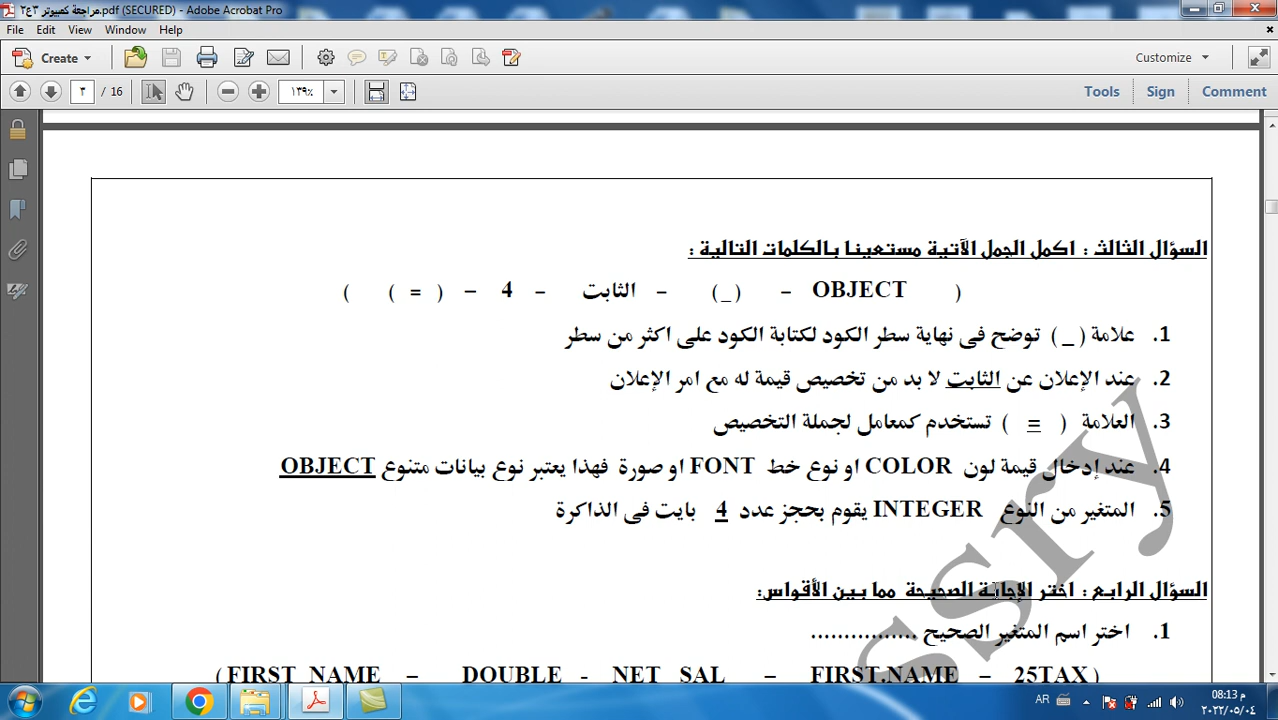 مراجعة كمبيوتر ٣ع٢.pdf (SECURED) - Adobe Acrobat Pro
File Edit View Window Help
Create Customize
٣ / 16 ١٣٩٪ Tools Sign Comment
السؤال الثالث : اكمل الجمل الآتية مستعينا بالكلمات التالية :
( OBJECT – (_) – الثابت – 4 – ( = ) )
1. علامة ( _ ) توضح فى نهاية سطر الكود لكتابة الكود على اكثر من سطر
2. عند الإعلان عن الثابت لا بد من تخصيص قيمة له مع امر الإعلان
3. العلامة ( = ) تستخدم كمعامل لجملة التخصيص
4. عند إدخال قيمة لون COLOR او نوع خط FONT او صورة فهذا يعتبر نوع بيانات متنوع OBJECT
5. المتغير من النوع INTEGER يقوم بحجز عدد 4 بايت فى الذاكرة
السؤال الرابع : اختر الإجابة الصحيحة مما بين الأقواس:
1. اختر اسم المتغير الصحيح ................
( FIRST_NAME – DOUBLE - NET_SAL – FIRST.NAME – 25TAX )
ssry
AR 08:13 م
٢٠٢٢/٠٥/٠٤